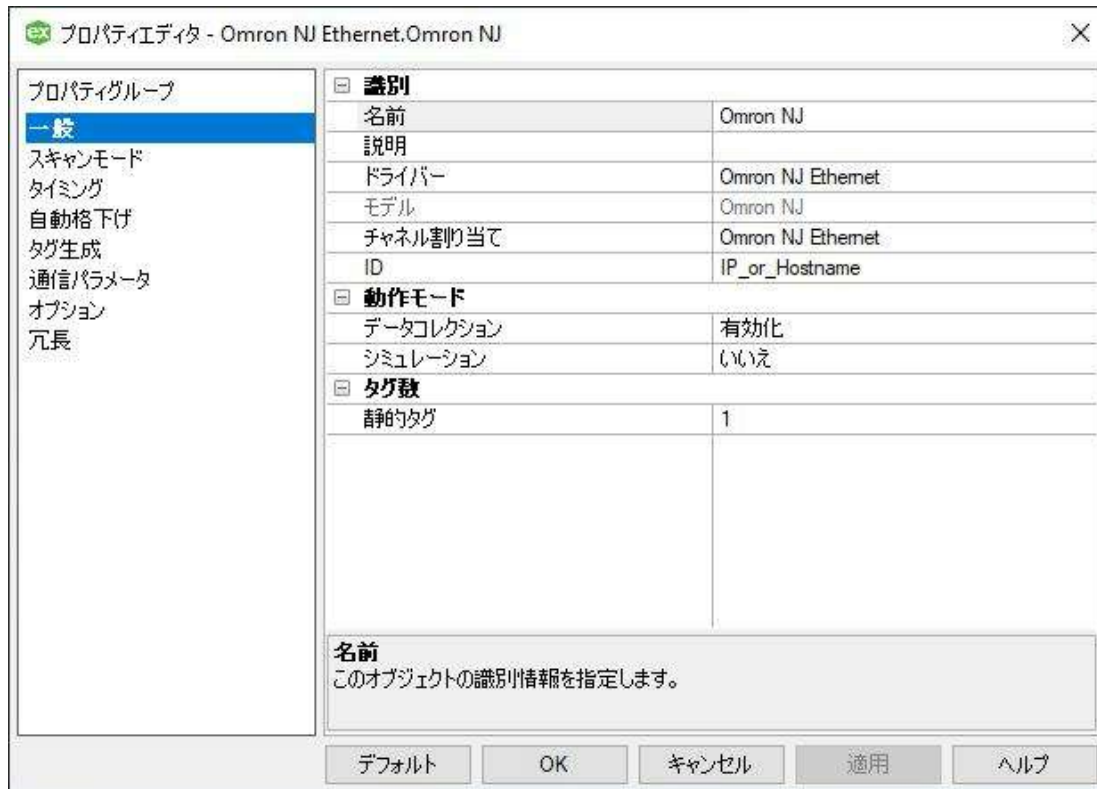 プロパティエディタ - Omron NJ Ethernet.Omron NJ
プロパティグループ
一般
スキャンモード
タイミング
自動格下げ
タグ生成
通信パラメータ
オプション
冗長
識別
名前 Omron NJ
説明
ドライバー Omron NJ Ethernet
モデル Omron NJ
チャネル割り当て Omron NJ Ethernet
ID IP_or_Hostname
動作モード
データコレクション 有効化
シミュレーション いいえ
タグ数
静的タグ 1
名前
このオブジェクトの識別情報を指定します。
デフォルト OK キャンセル 適用 ヘルプ